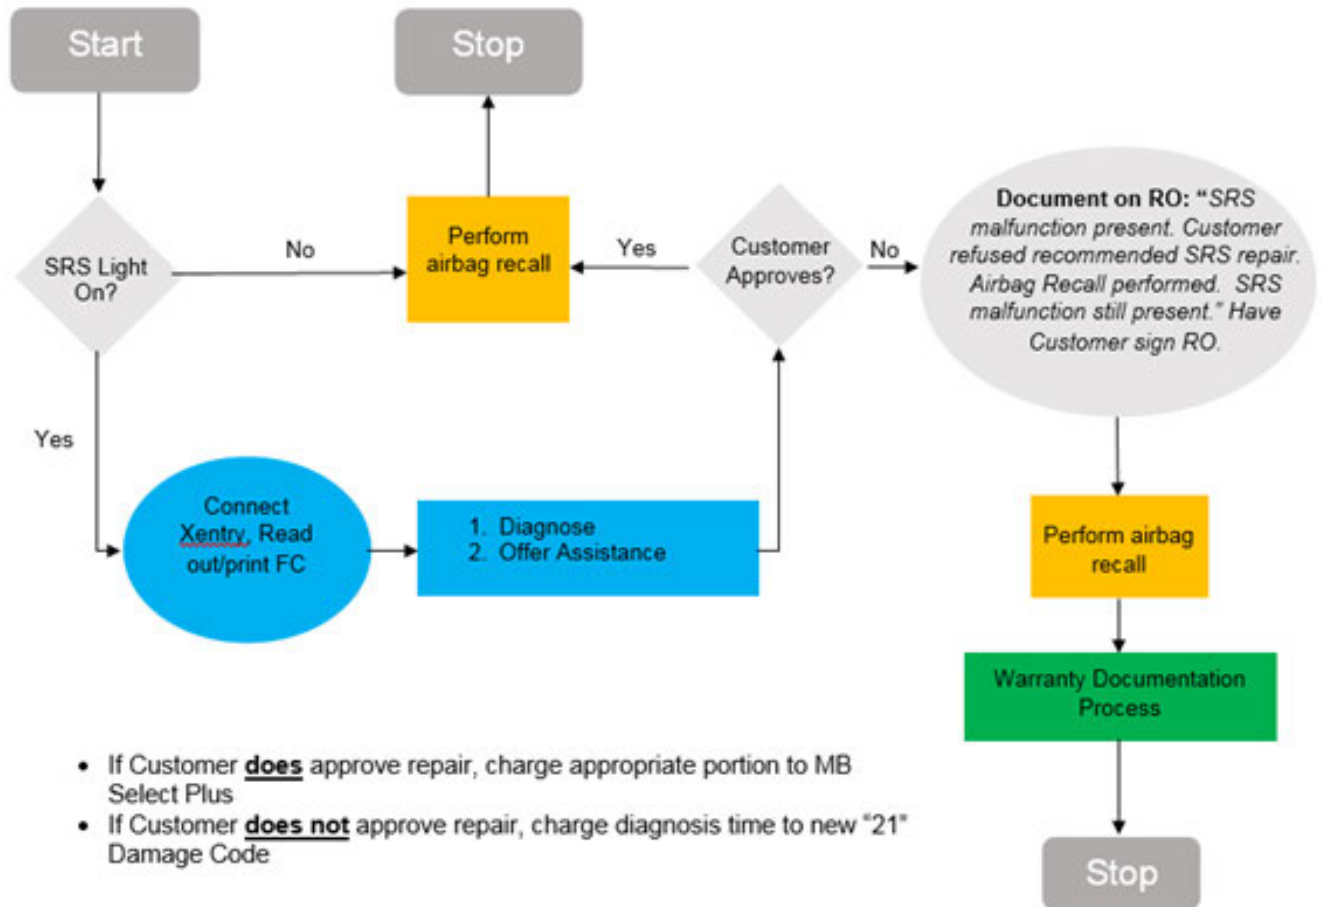 Start
Stop
SRS Light
On?
No
Perform
airbag recall
Yes
Customer
Approves?
No
Document on RO: "SRS
malfunction present. Customer
refused recommended SRS repair.
Airbag Recall performed.  SRS
malfunction still present." Have
Customer sign RO.
Yes
Connect
Xentry, Read
out/print FC
1. Diagnose
2. Offer Assistance
Perform airbag
recall
Warranty Documentation
Process
Stop
• If Customer does approve repair, charge appropriate portion to MB
Select Plus
• If Customer does not approve repair, charge diagnosis time to new "21"
Damage Code